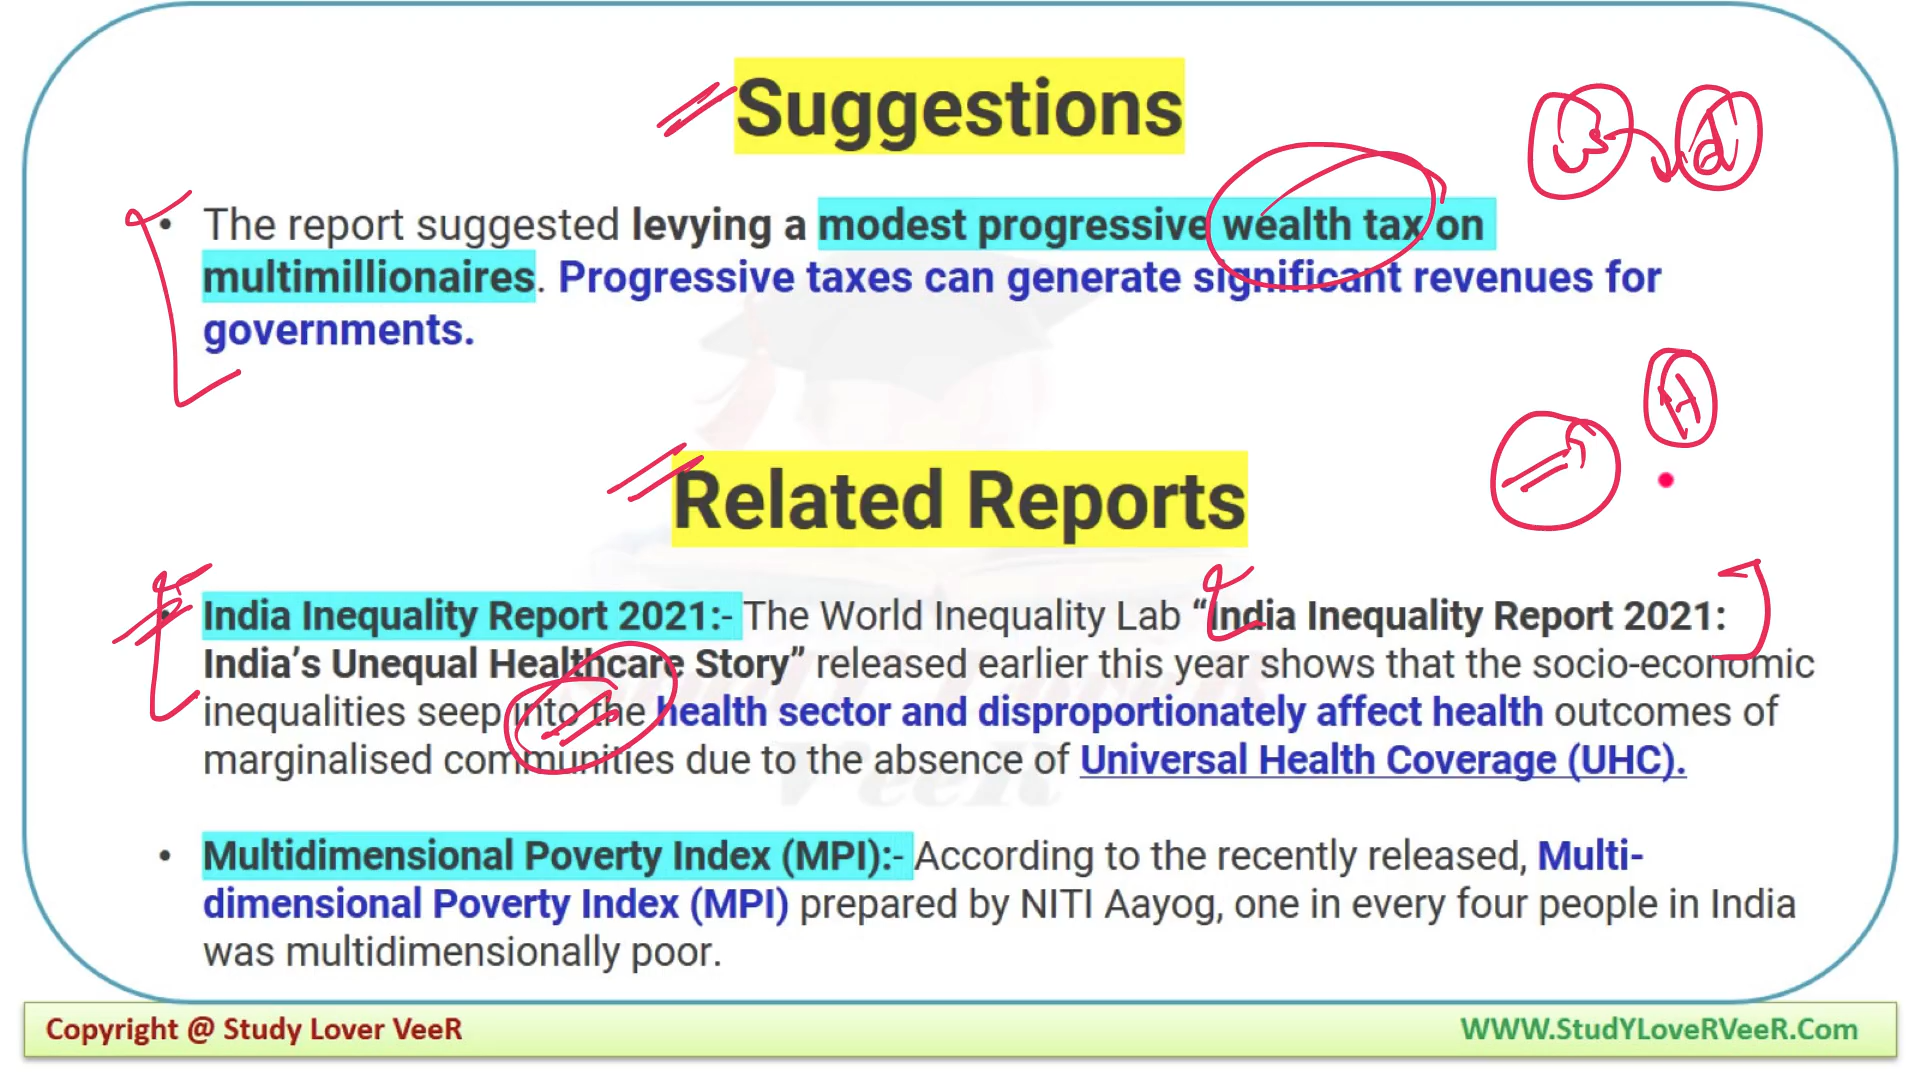 Suggestions
• The report suggested levying a modest progressive wealth tax on
multimillionaires. Progressive taxes can generate significant revenues for
governments.
Related Reports
• India Inequality Report 2021:- The World Inequality Lab “India Inequality Report 2021:
India’s Unequal Healthcare Story” released earlier this year shows that the socio-economic
inequalities seep into the health sector and disproportionately affect health outcomes of
marginalised communities due to the absence of Universal Health Coverage (UHC).
• Multidimensional Poverty Index (MPI):- According to the recently released, Multi-
dimensional Poverty Index (MPI) prepared by NITI Aayog, one in every four people in India
was multidimensionally poor.
Copyright @ Study Lover VeeR
WWW.StudYLoveRVeeR.Com